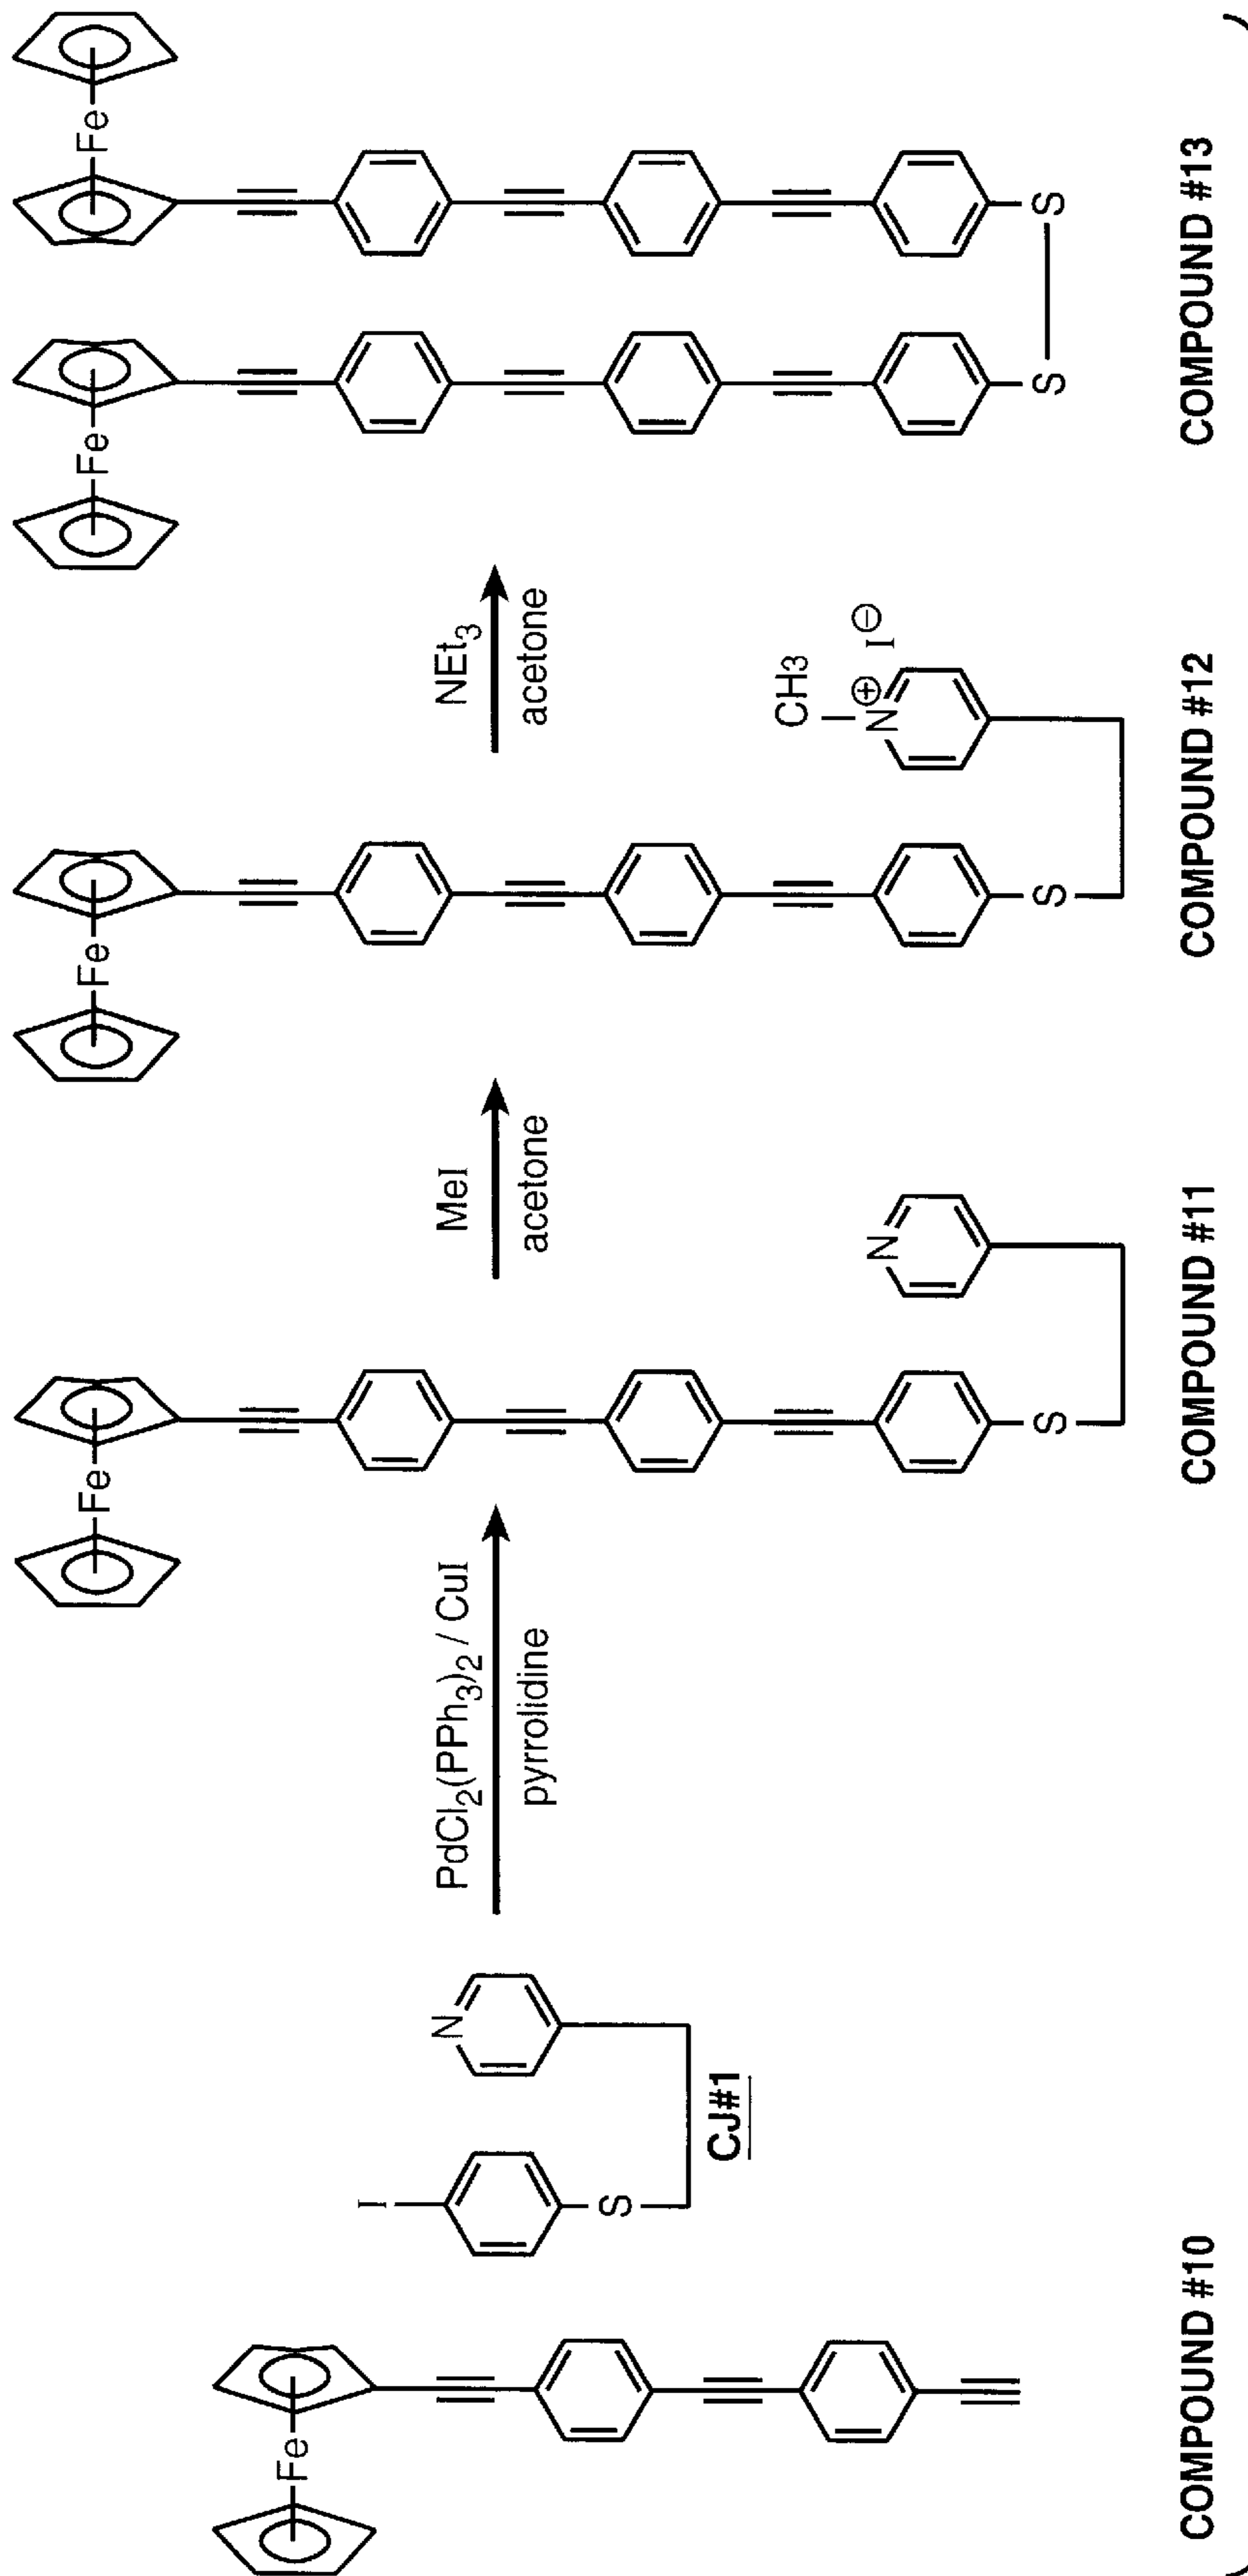 Fe
COMPOUND #10
I
S
N
CJ#1
PdCl2(PPh3)2 / CuI
pyrrolidine
Fe
S
N
COMPOUND #11
MeI
acetone
Fe
S
CH3
N
⊕
I
⊖
COMPOUND #12
NEt3
acetone
Fe
Fe
S
S
COMPOUND #13